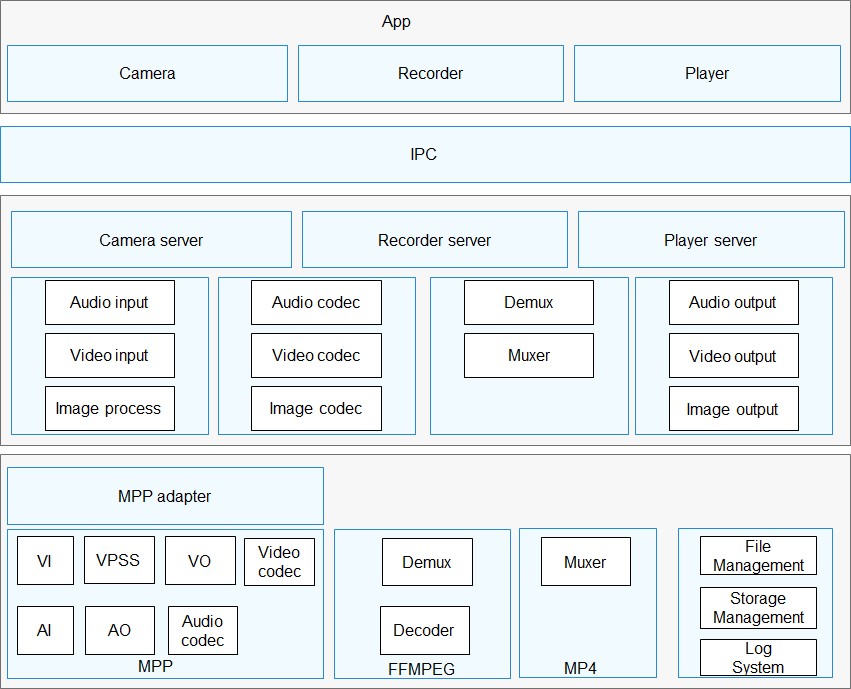 App
Camera
Recorder
Player
IPC
Camera server
Recorder server
Player server
Audio input
Video input
Image process
Audio codec
Video codec
Image codec
Demux
Muxer
Audio output
Video output
Image output
MPP adapter
VI
VPSS
VO
Video
codec
AI
AO
Audio
codec
MPP
Demux
Decoder
FFMPEG
Muxer
MP4
File
Management
Storage
Management
Log
System